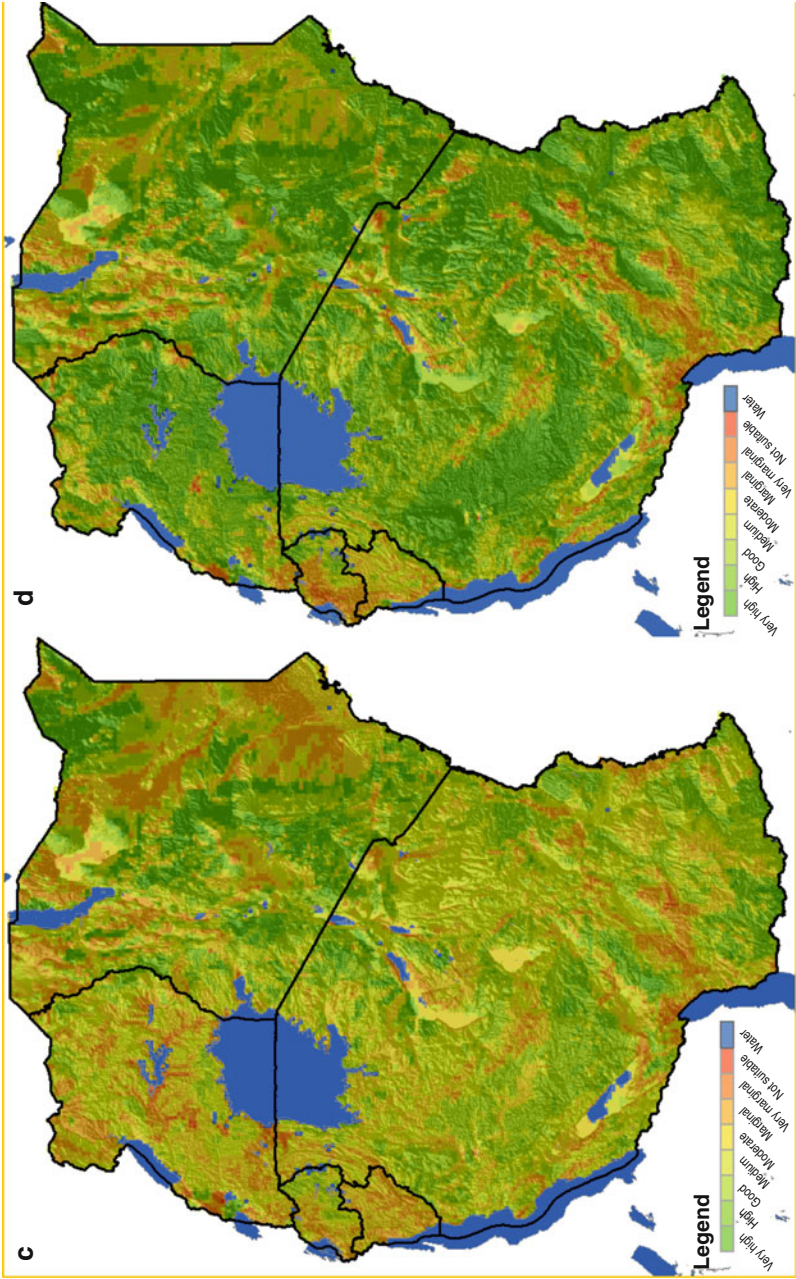 c
Legend
Very high
High
Good
Medium
Moderate
Marginal
Very marginal
Not suitable
Water
d
Legend
Very high
High
Good
Medium
Moderate
Marginal
Very marginal
Not suitable
Water